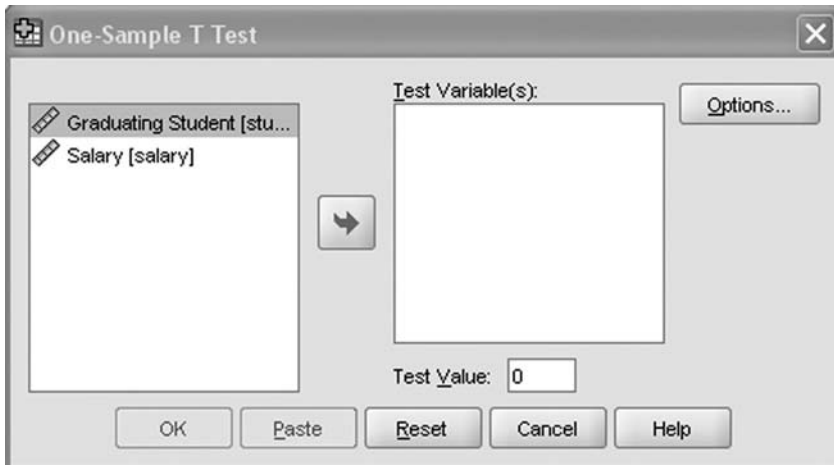 One-Sample T Test
Graduating Student [stu...
Salary [salary]
Test Variable(s):
Options...
Test Value: 0
OK
Paste
Reset
Cancel
Help